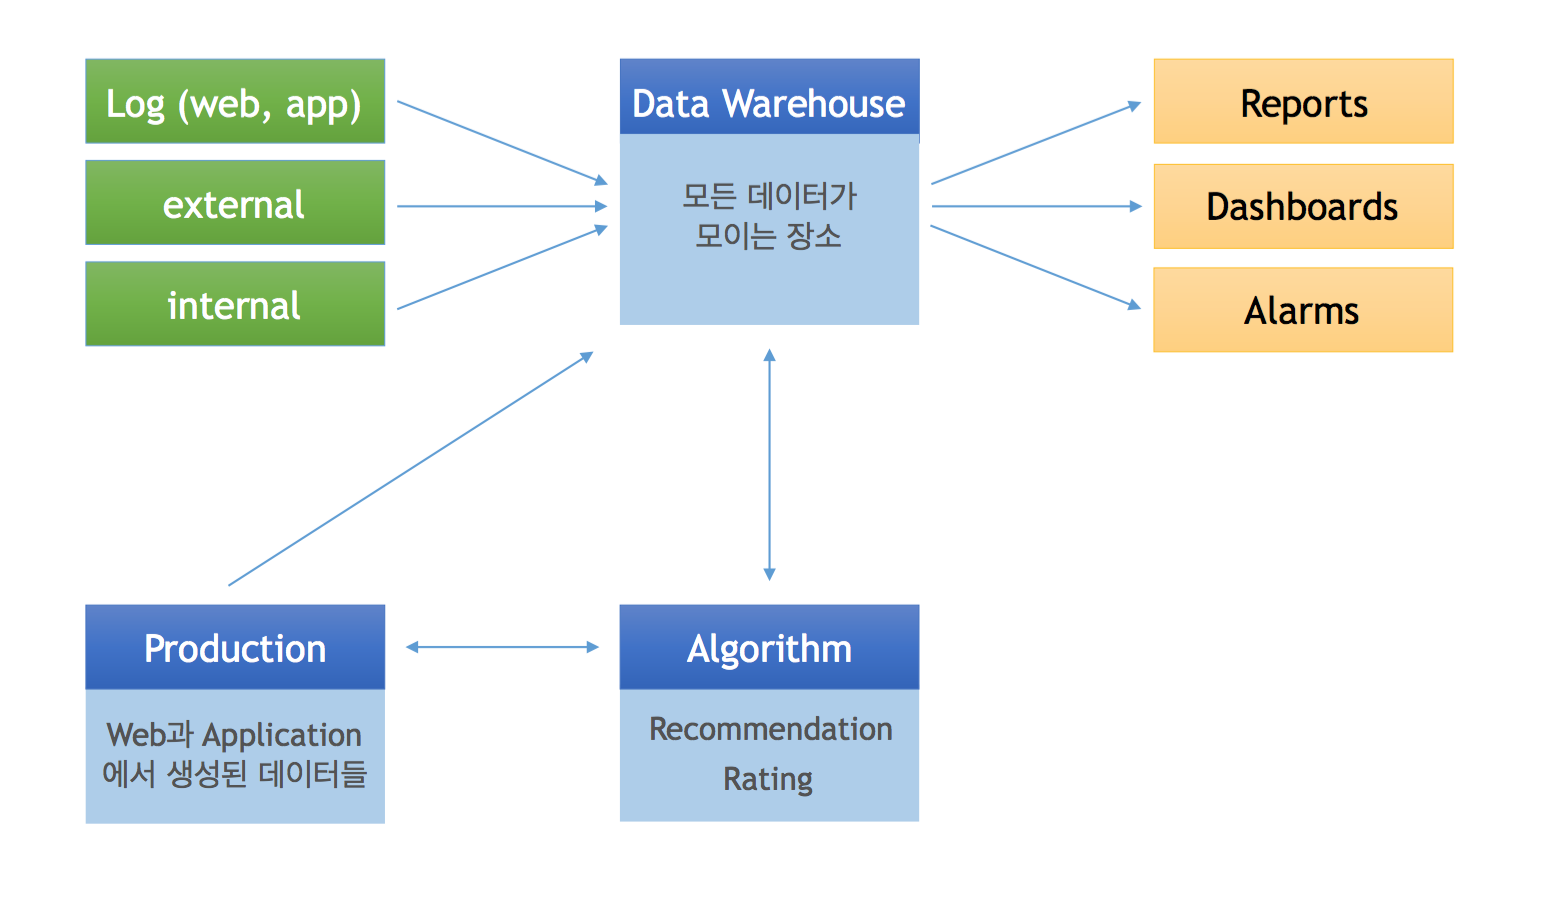 Log (web, app)
external
internal
Data Warehouse
모든 데이터가
모이는 장소
Reports
Dashboards
Alarms
Production
Web과 Application
에서 생성된 데이터들
Algorithm
Recommendation
Rating